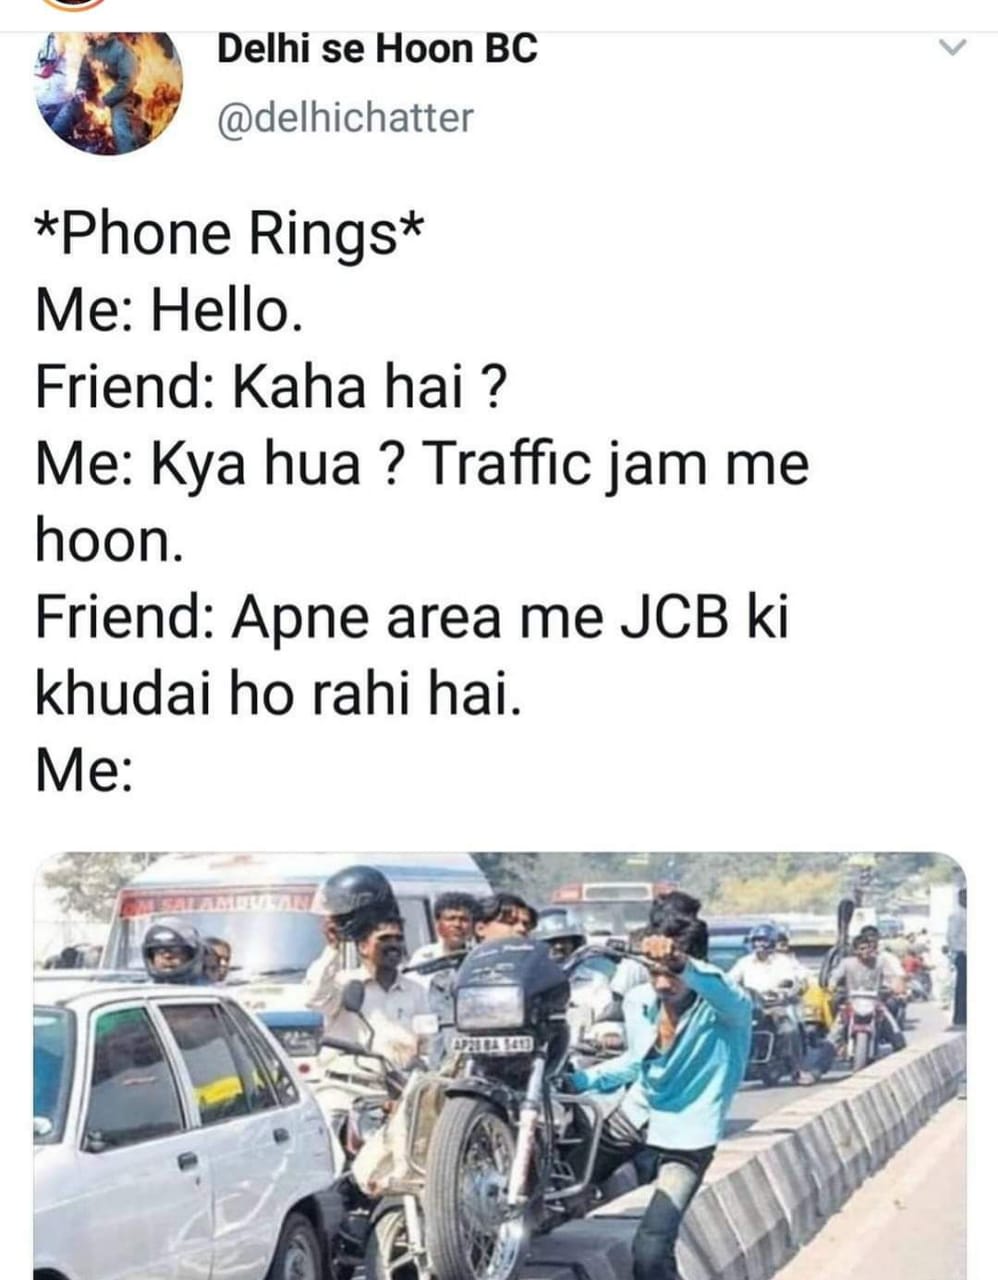 Delhi se Hoon BC
@delhichatter
*Phone Rings*
Me: Hello.
Friend: Kaha hai ?
Me: Kya hua ? Traffic jam me
hoon.
Friend: Apne area me JCB ki
khudai ho rahi hai.
Me: